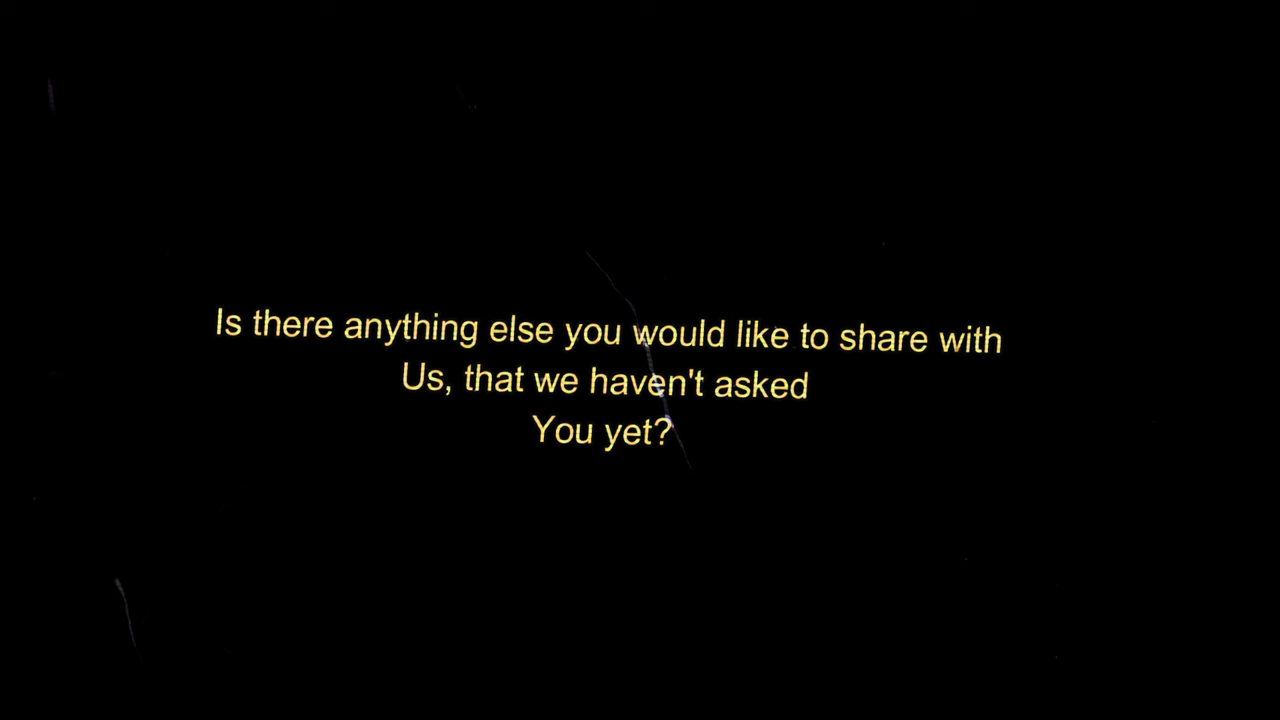 Is there anything else you would like to share with
Us, that we haven't asked
You yet?